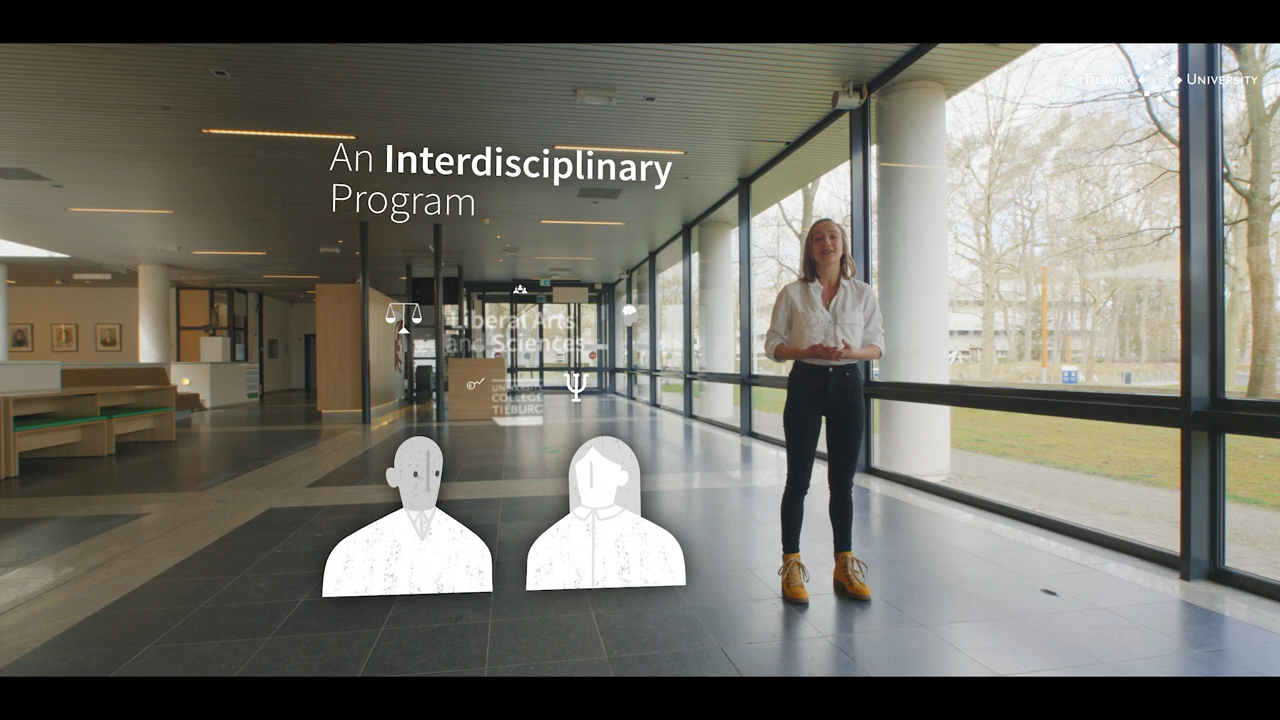 TILBURG UNIVERSITY
An Interdisciplinary
Program
Liberal Arts
and Sciences
UNIVERSITY
COLLEGE
TILBURG